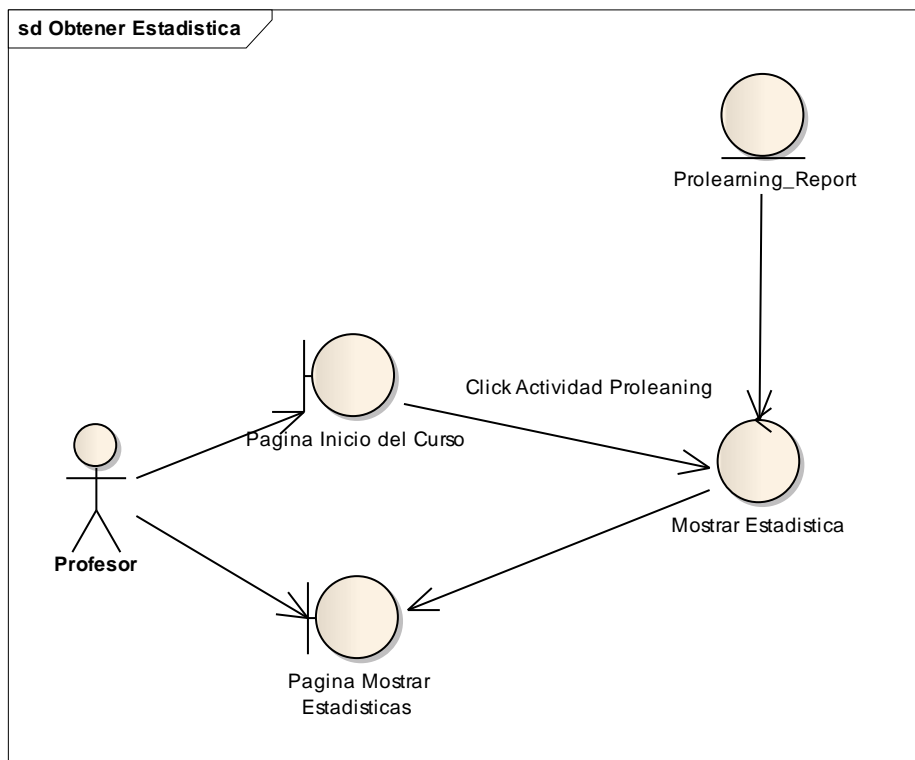 sd Obtener Estadistica
Prolearning_Report
Click Actividad Proleaning
Pagina Inicio del Curso
Mostrar Estadistica
Profesor
Pagina Mostrar
Estadisticas